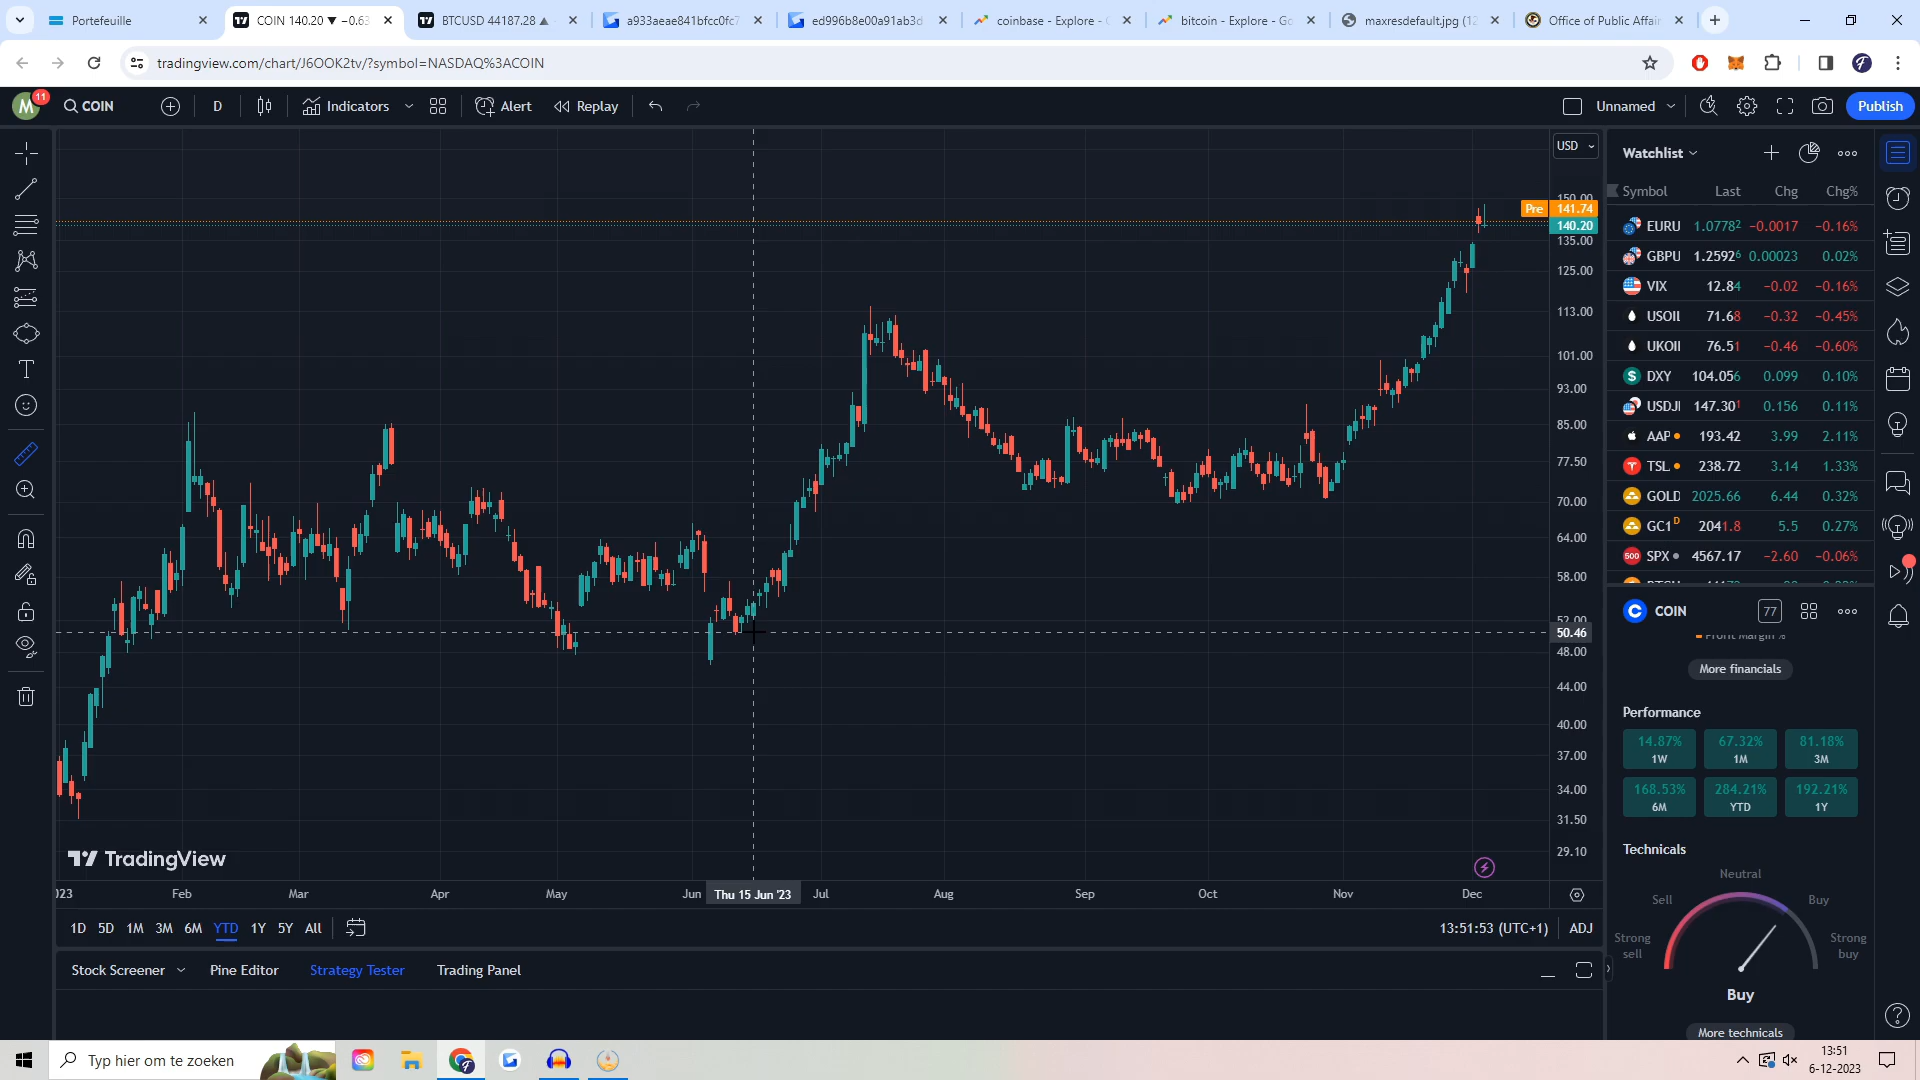 Portefeuille
COIN 140.20 ▼ −0.63
BTCUSD 44187.28 ▲
a933aeae841bfcc0fc7
ed996b8e00a91ab3d
coinbase - Explore - G
bitcoin - Explore - Go
maxresdefault.jpg (12
Office of Public Affair
tradingview.com/chart/J6OOK2tv/?symbol=NASDAQ%3ACOIN
M 11 COIN D Indicators Alert Replay Unnamed Publish
USD
150.00
Pre 141.74
140.20
135.00
125.00
113.00
101.00
93.00
85.00
77.50
70.00
64.00
58.00
52.00
50.46
48.00
44.00
40.00
37.00
34.00
31.50
29.10
TradingView
023 Feb Mar Apr May Jun Thu 15 Jun '23 Jul Aug Sep Oct Nov Dec
1D 5D 1M 3M 6M YTD 1Y 5Y All
13:51:53 (UTC+1) ADJ
Stock Screener Pine Editor Strategy Tester Trading Panel
Watchlist
Symbol Last Chg Chg%
EURU 1.07782 −0.0017 −0.16%
GBPU 1.25926 0.00023 0.02%
VIX 12.84 −0.02 −0.16%
USOIL 71.68 −0.32 −0.45%
UKOIL 76.51 −0.46 −0.60%
DXY 104.056 0.099 0.10%
USDJ 147.301 0.156 0.11%
AAP 193.42 3.99 2.11%
TSL 238.72 3.14 1.33%
GOLD 2025.66 6.44 0.32%
GC1 D 2041.8 5.5 0.27%
500 SPX 4567.17 −2.60 −0.06%
COIN 77
Profit Margin %
More financials
Performance
14.87% 67.32% 81.18%
1W 1M 3M
168.53% 284.21% 192.21%
6M YTD 1Y
Technicals
Neutral
Sell Buy
Strong sell
Strong buy
Buy
More technicals
Typ hier om te zoeken
13:51
6-12-2023